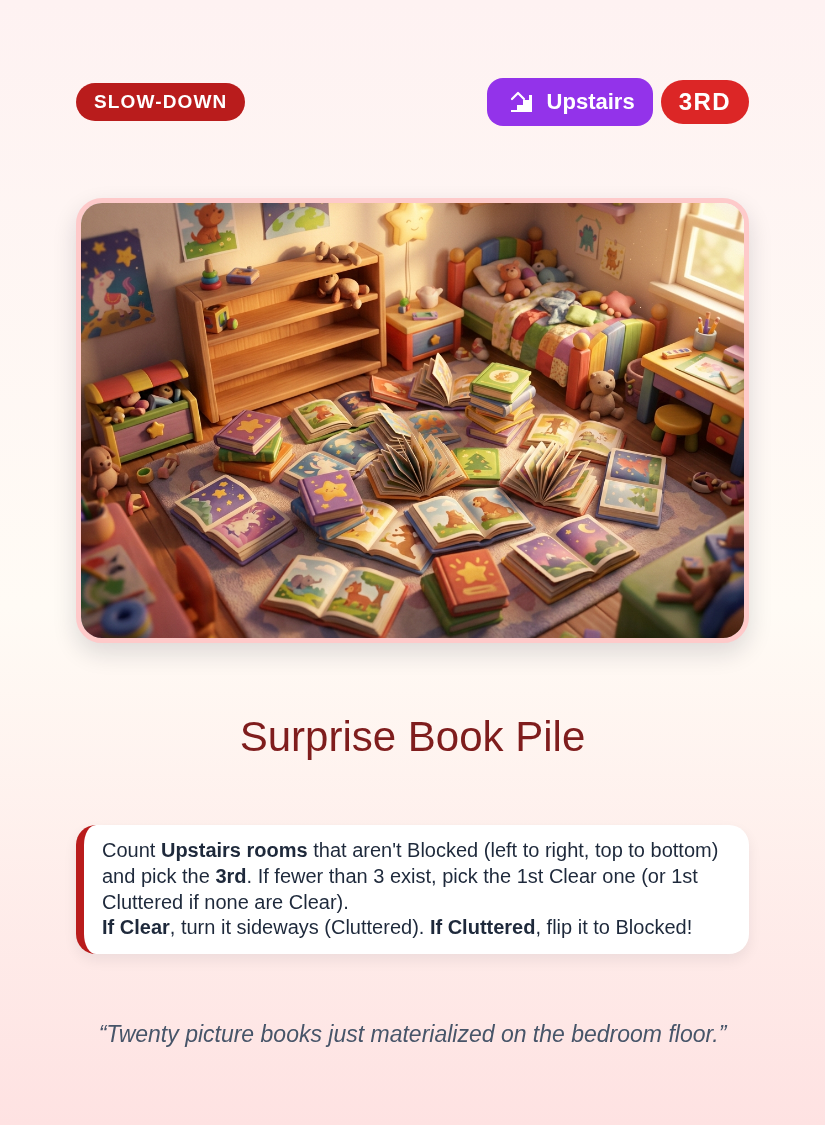 SLOW-DOWN
Upstairs
3RD
Surprise Book Pile
Count Upstairs rooms that aren't Blocked (left to right, top to bottom)
and pick the 3rd. If fewer than 3 exist, pick the 1st Clear one (or 1st
Cluttered if none are Clear).
If Clear, turn it sideways (Cluttered). If Cluttered, flip it to Blocked!
“Twenty picture books just materialized on the bedroom floor.”